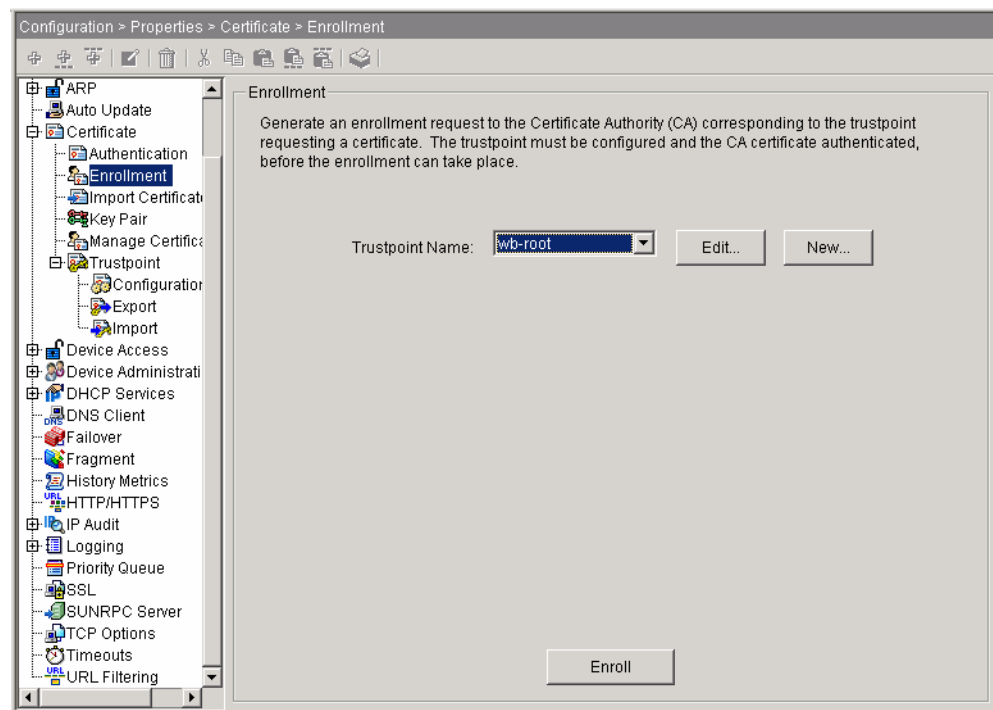 Configuration > Properties > Certificate > Enrollment
ARP
Auto Update
Certificate
Authentication
Enrollment
Import Certificat
Key Pair
Manage Certifica
Trustpoint
Configuration
Export
Import
Device Access
Device Administrati
DHCP Services
DNS Client
Failover
Fragment
History Metrics
HTTP/HTTPS
IP Audit
Logging
Priority Queue
SSL
SUNRPC Server
TCP Options
Timeouts
URL Filtering
Enrollment
Generate an enrollment request to the Certificate Authority (CA) corresponding to the trustpoint
requesting a certificate. The trustpoint must be configured and the CA certificate authenticated,
before the enrollment can take place.
Trustpoint Name: wb-root Edit... New...
Enroll